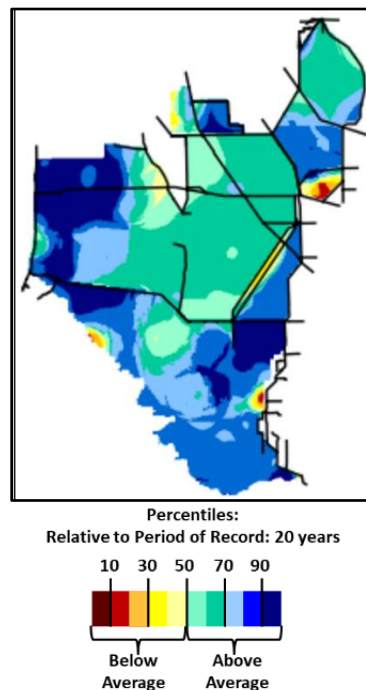 Percentiles:
Relative to Period of Record: 20 years
10 30 50 70 90
Below Above
Average Average